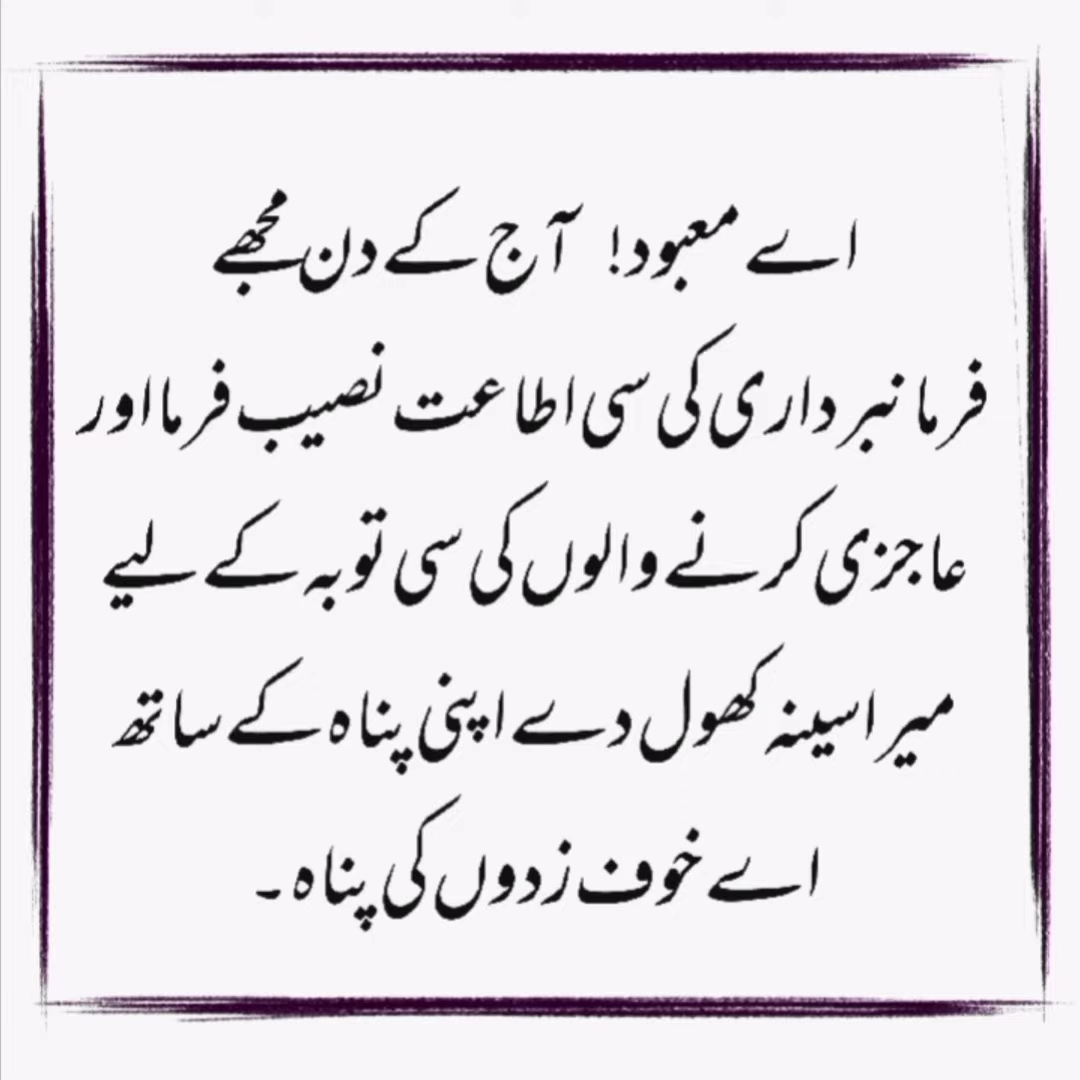 اے معبود! آج کے دن مجھے
فرمانبرداری کی سی اطاعت نصیب فرما اور
عاجزی کرنے والوں کی سی توبہ کے لیے
میرا سینہ کھول دے اپنی پناہ کے ساتھ
اے خوف زدوں کی پناہ ۔